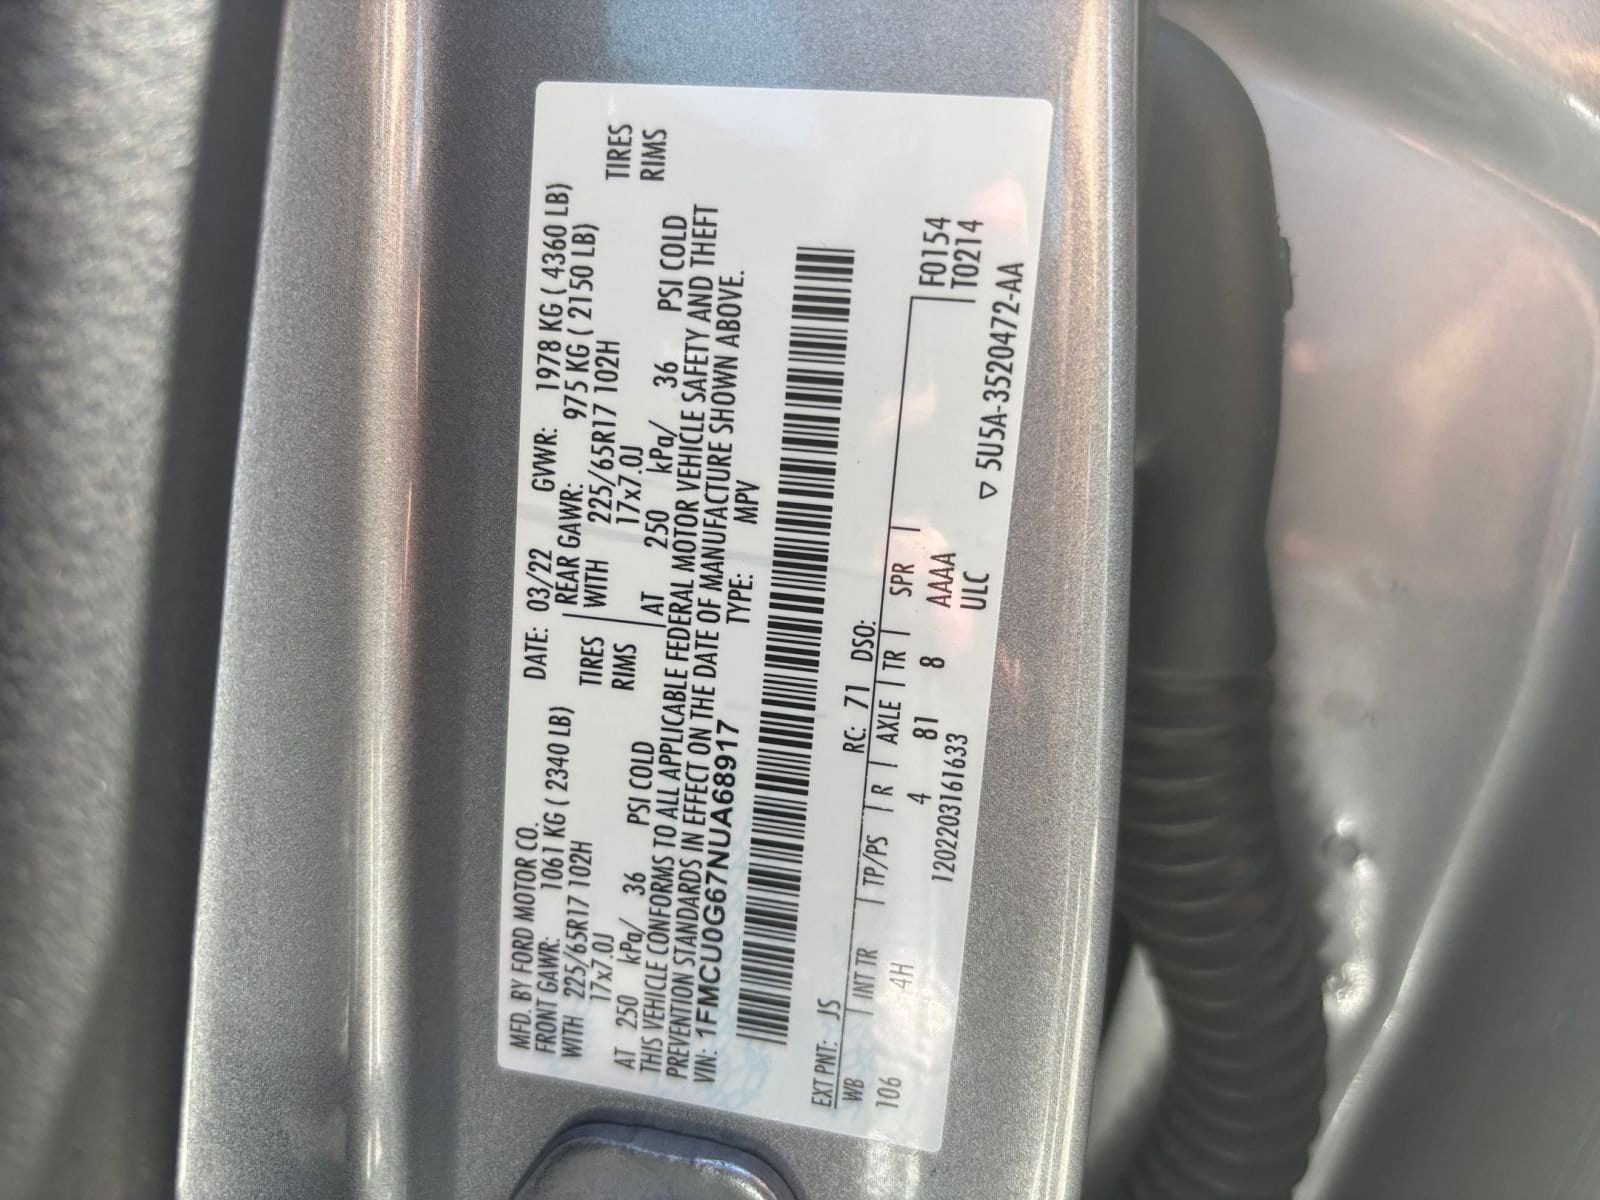 MFD. BY FORD MOTOR CO. DATE: 03/22 GVWR: 1978 KG ( 4360 LB)
FRONT GAWR: 1061 KG ( 2340 LB) REAR GAWR: 975 KG ( 2150 LB)
WITH 225/65R17 102H TIRES WITH 225/65R17 102H TIRES
17x7.0J RIMS 17x7.0J RIMS
AT 250 kPa/ 36 PSI COLD AT 250 kPa/ 36 PSI COLD
THIS VEHICLE CONFORMS TO ALL APPLICABLE FEDERAL MOTOR VEHICLE SAFETY AND THEFT
PREVENTION STANDARDS IN EFFECT ON THE DATE OF MANUFACTURE SHOWN ABOVE.
VIN: 1FMCU0G67NUA68917 TYPE: MPV
EXT PNT: JS RC: 71 DSO:
WB INT TR TP/PS R AXLE TR SPR F0154
106 4H 4 81 8 AAAA T0214
1202203161633 ULC
▽ 5U5A-3520472-AA